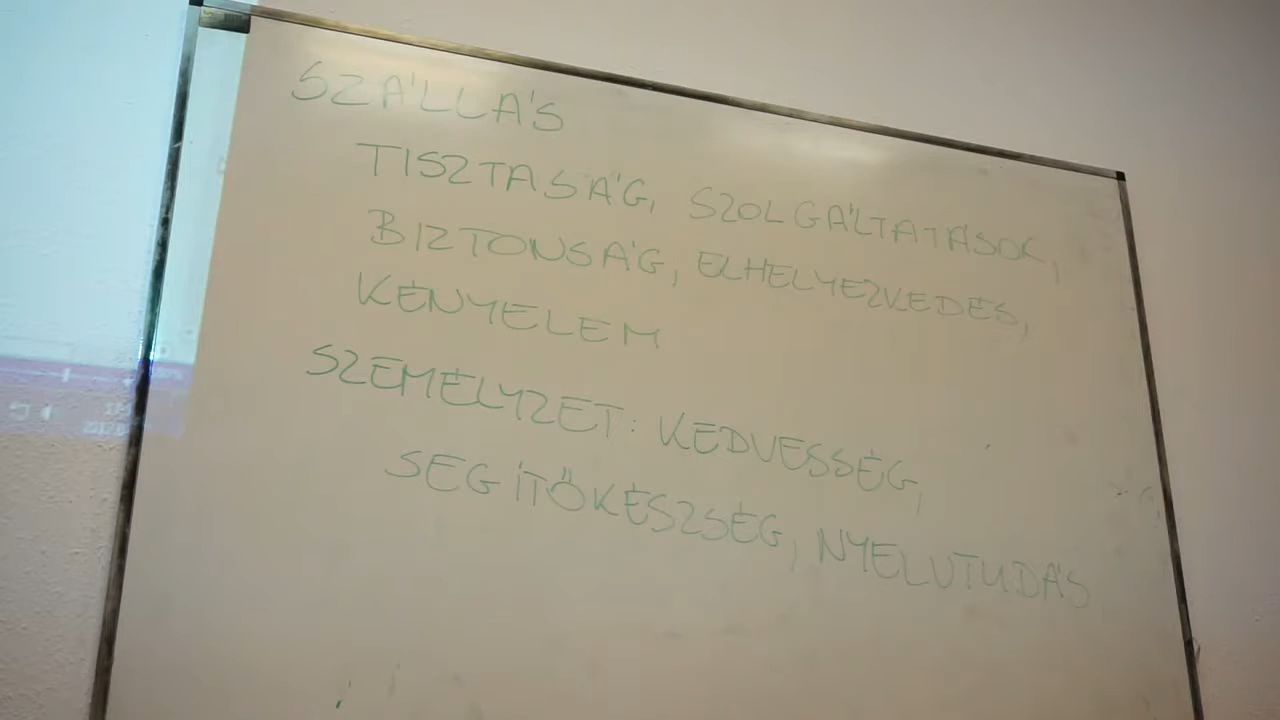 SZÁLLÁS
TISZTASÁG, SZOLGÁLTATÁSOK,
BIZTONSÁG, ELHELYEZKEDÉS,
KÉNYELEM
SZEMÉLYZET: KEDVESSÉG,
SEGÍTŐKÉSZSÉG, NYELVTUDÁS